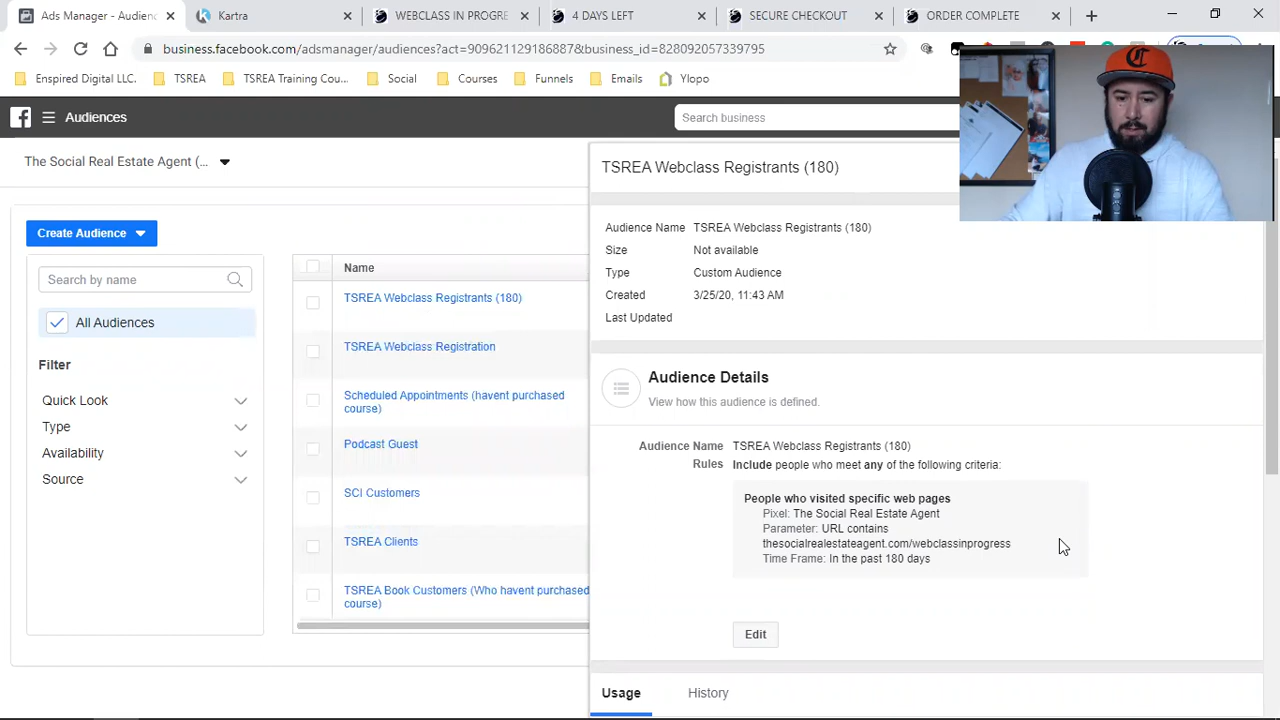 Ads Manager - Audienc
Kartra
WEBCLASS IN PROGRE
4 DAYS LEFT
SECURE CHECKOUT
ORDER COMPLETE
business.facebook.com/adsmanager/audiences?act=909621129186887&business_id=828092057339795
Enspired Digital LLC.
TSREA
TSREA Training Cou...
Social
Courses
Funnels
Emails
Ylopo
Audiences
Search business
The Social Real Estate Agent (...
TSREA Webclass Registrants (180)
Create Audience
Search by name
All Audiences
Filter
Quick Look
Type
Availability
Source
Name
TSREA Webclass Registrants (180)
TSREA Webclass Registration
Scheduled Appointments (havent purchased
course)
Podcast Guest
SCI Customers
TSREA Clients
TSREA Book Customers (Who havent purchased
course)
Audience Name TSREA Webclass Registrants (180)
Size Not available
Type Custom Audience
Created 3/25/20, 11:43 AM
Last Updated
Audience Details
View how this audience is defined.
Audience Name TSREA Webclass Registrants (180)
Rules Include people who meet any of the following criteria:
People who visited specific web pages
Pixel: The Social Real Estate Agent
Parameter: URL contains
thesocialrealestateagent.com/webclassinprogress
Time Frame: In the past 180 days
Edit
Usage
History